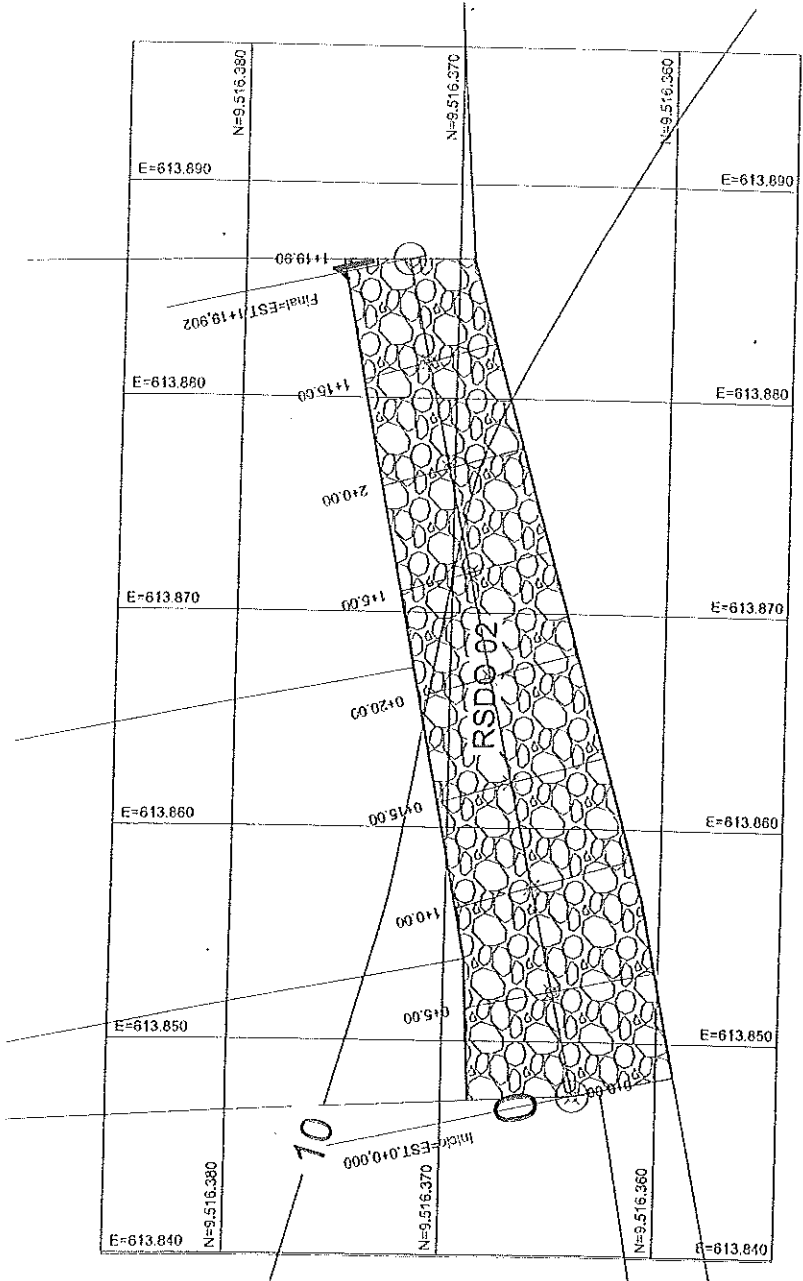 N=9.516.380
N=9.516.370
N=9.516.360
E=613.890
E=613.890
1+19.90
Final=EST.1+19,902
E=613.880
E=613.880
1+15.00
2+0.00
1+5.00
E=613.870
E=613.870
0+20.00
RSDC 02
0+15.00
E=613.860
E=613.860
1+0.00
0+5.00
E=613.850
E=613.850
0+0.00
0
Inicio=EST.0+0,000
10
N=9.516.380
N=9.516.370
N=9.516.360
E=613.840
E=613.840